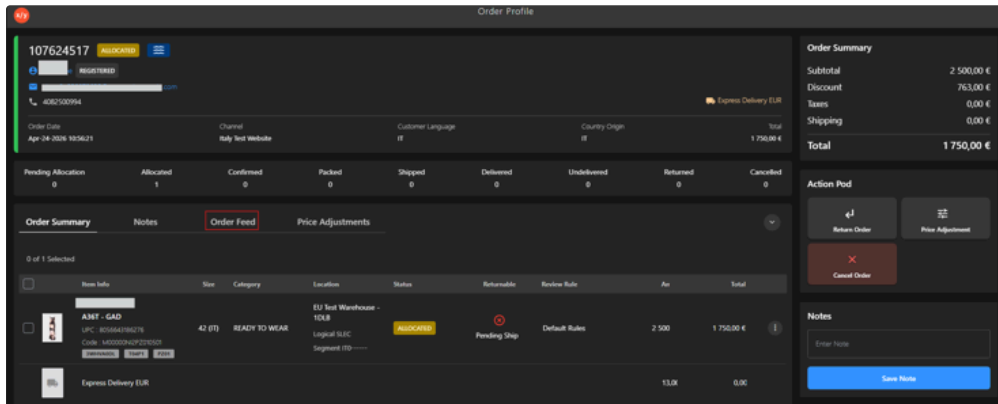 x/y
Order Profile
107624517 ALLOCATED
REGISTERED
.com
4082500994
Express Delivery EUR
Order Date Channel Customer Language Country Origin Total
Apr-24-2026 10:56:21 Italy Test Website IT IT 1 750,00 €
Pending Allocation Allocated Confirmed Packed Shipped Delivered Undelivered Returned Cancelled
0 1 0 0 0 0 0 0 0
Order Summary Notes Order Feed Price Adjustments
0 of 1 Selected
Item Info Size Category Location Status Returnable Review Rule Total
A36T - GAD
UPC : 8056643186276
42 (IT) READY TO WEAR
EU Test Warehouse -
1DLB
Logical SLEC
ALLOCATED
Pending Ship
Default Rules
2 500
1 750,00 €
Express Delivery EUR
Order Summary
Subtotal 2 500,00 €
Discount 763,00 €
Taxes 0,00 €
Shipping 0,00 €
Total 1 750,00 €
Action Pod
Return Order
Price Adjustment
Cancel Order
Notes
Enter Note
Save Note